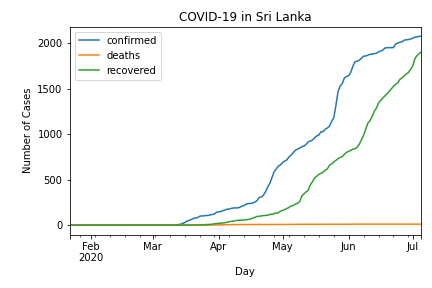 COVID-19 in Sri Lanka
confirmed
deaths
recovered
Number of Cases
2000
1500
1000
500
0
Feb Mar Apr May Jun Jul
2020
Day